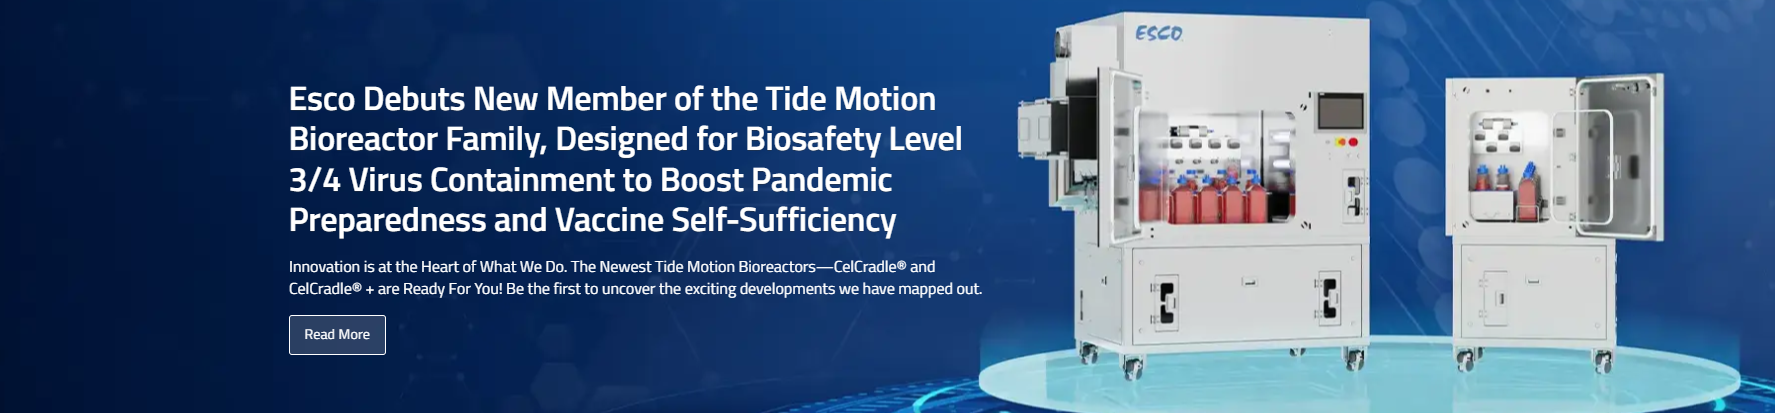 Esco Debuts New Member of the Tide Motion
Bioreactor Family, Designed for Biosafety Level
3/4 Virus Containment to Boost Pandemic
Preparedness and Vaccine Self-Sufficiency
Innovation is at the Heart of What We Do. The Newest Tide Motion Bioreactors—CelCradle® and
CelCradle® + are Ready For You! Be the first to uncover the exciting developments we have mapped out.
Read More
ESCO